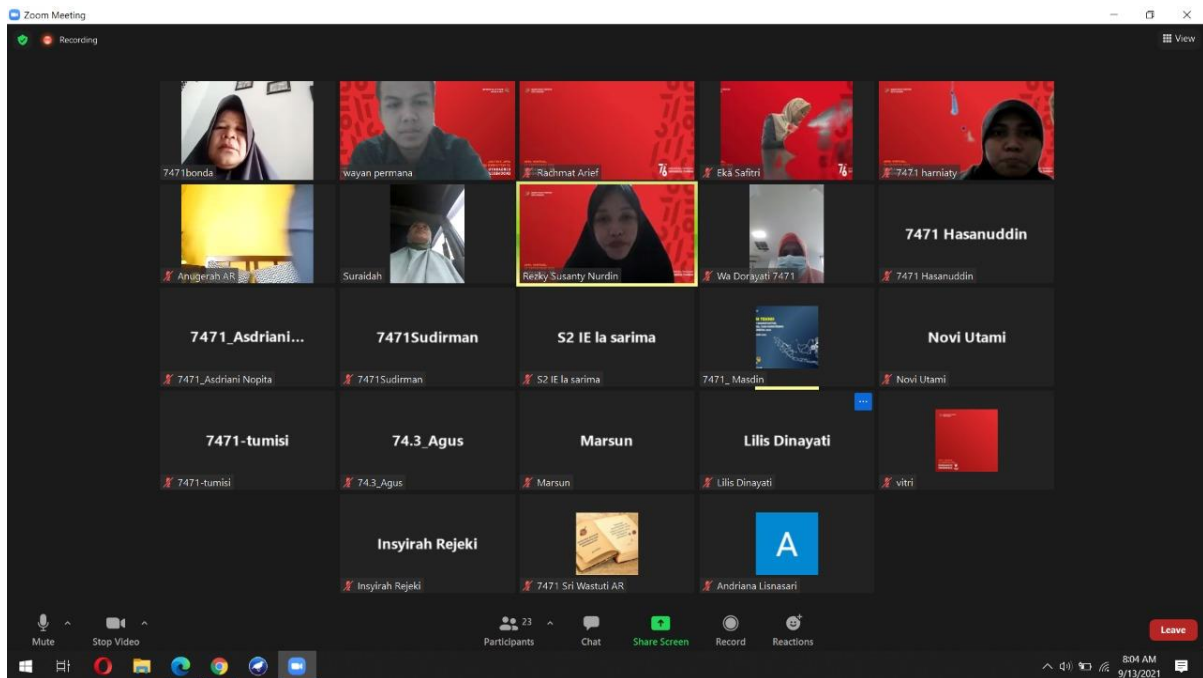 Zoom Meeting
Recording
View
7471bonda
wayan permana
76
Rachmat Arief
76
Eka Safitri
7471 harniaty
Anugerah AR
Suraidah
Rezky Susanty Nurdin
Wa Dorayati 7471
7471 Hasanuddin
7471 Hasanuddin
7471_Asdriani...
7471Sudirman
S2 IE la sarima
Novi Utami
7471_Asdriani Nopita
7471Sudirman
S2 IE la sarima
7471_ Masdin
Novi Utami
7471-tumisi
74.3_Agus
Marsun
Lilis Dinayati
7471-tumisi
74.3_Agus
Marsun
Lilis Dinayati
vitri
Insyirah Rejeki
A
Insyirah Rejeki
7471 Sri Wastuti AR
Andriana Lisnasari
23
Mute
Stop Video
Participants
Chat
Share Screen
Record
Reactions
Leave
8:04 AM
9/13/2021